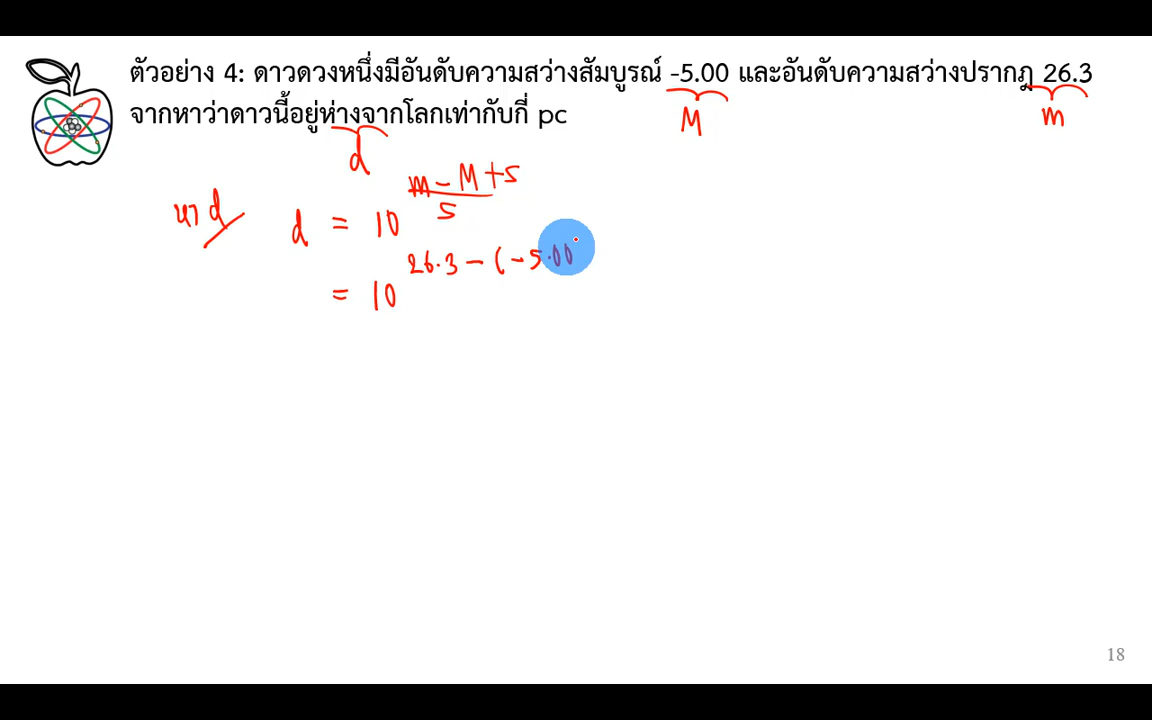 ตัวอย่าง 4: ดาวดวงหนึ่งมีอันดับความสว่างสัมบูรณ์ -5.00 และอันดับความสว่างปรากฏ 26.3
จากหาว่าดาวนี้อยู่ห่างจากโลกเท่ากับกี่ pc
M
m
d
หา d
d = 10^{\frac{m - M + 5}{5}}
= 10^{26.3 - (-5.00}
18